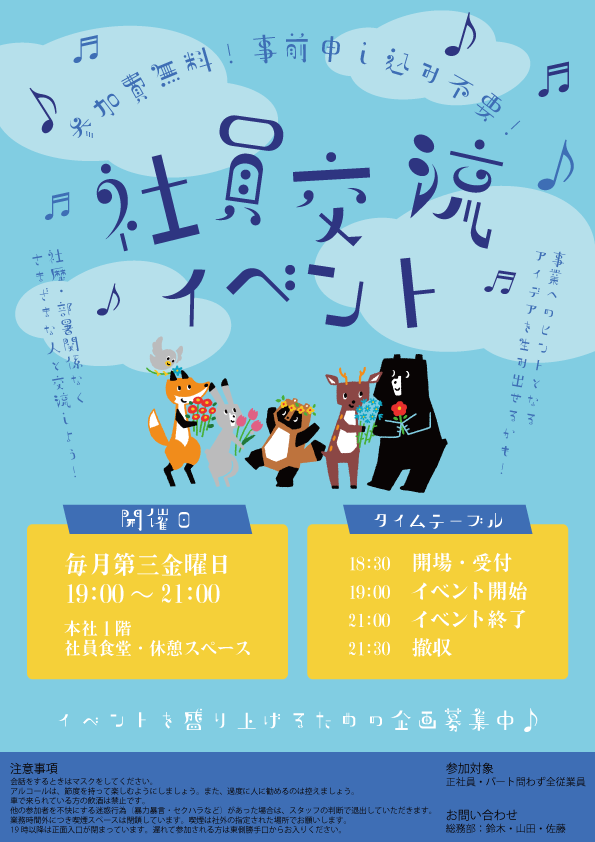 参加費無料！事前申し込み不要！
社員交流
イベント
事業へのヒントとなる
アイデアを生み出せるかも！
社歴・部署関係なく
さまざまな人と交流しよう！
開催日
毎月第三金曜日
19:00 〜 21:00
本社１階
社員食堂・休憩スペース
タイムテーブル
18:30 開場・受付
19:00 イベント開始
21:00 イベント終了
21:30 撤収
イベントを盛り上げるための企画募集中♪
注意事項
会話をするときはマスクをしてください。
アルコールは、節度を持って楽しむようにしましょう。また、過度に人に勧めるのは控えましょう。
車で来られている方の飲酒は禁止です。
他の参加者を不快にする迷惑行為（暴力暴言・セクハラなど）があった場合は、スタッフの判断で退出していただきます。
業務時間外につき喫煙スペースは閉鎖しています。喫煙は社外の指定された場所でお願いします。
19時以降は正面入口が閉まっています。遅れて参加される方は東側勝手口からお入りください。
参加対象
正社員・パート問わず全従業員
お問い合わせ
総務部：鈴木・山田・佐藤